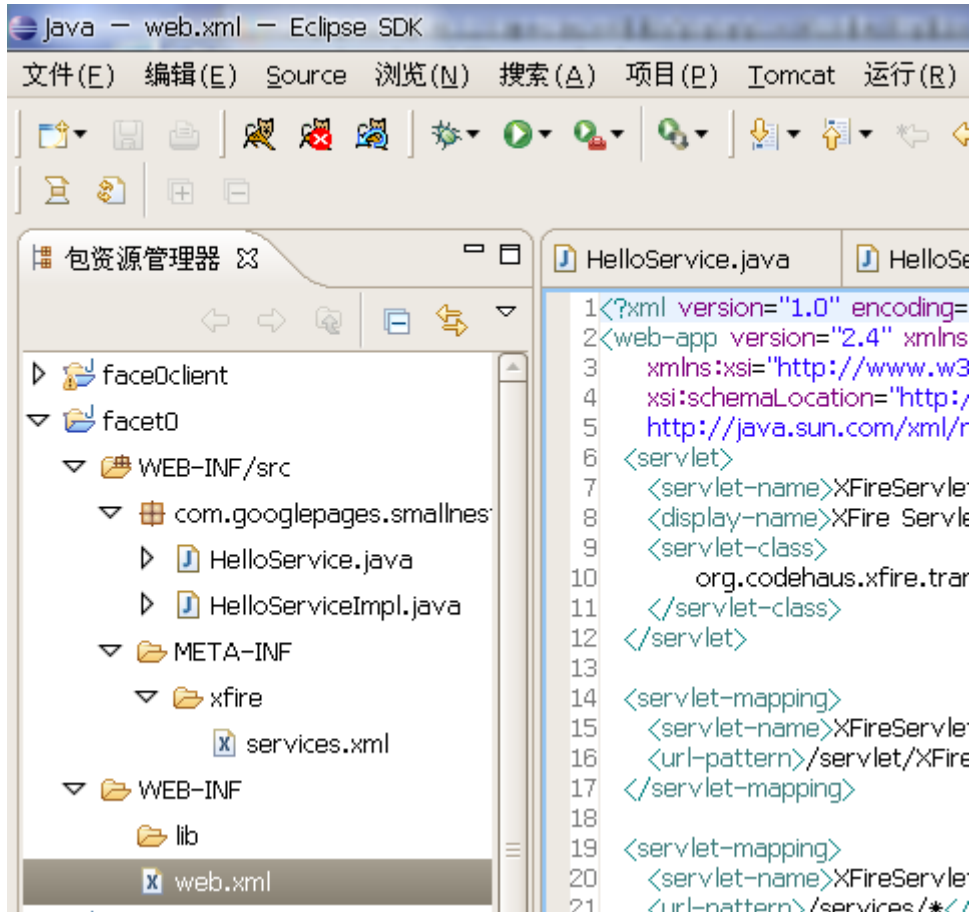 Java - web.xml - Eclipse SDK
文件(F) 编辑(E) Source 浏览(N) 搜索(A) 项目(P) Tomcat 运行(R)
包资源管理器
face0client
facet0
WEB-INF/src
com.googlepages.smallnes
HelloService.java
HelloServiceImpl.java
META-INF
xfire
services.xml
WEB-INF
lib
web.xml
HelloService.java HelloSe
1 <?xml version="1.0" encoding=
2 <web-app version="2.4" xmlns
3 xmlns:xsi="http://www.w3
4 xsi:schemaLocation="http:/
5 http://java.sun.com/xml/n
6 <servlet>
7 <servlet-name>XFireServlet
8 <display-name>XFire Servle
9 <servlet-class>
10 org.codehaus.xfire.tran
11 </servlet-class>
12 </servlet>
13
14 <servlet-mapping>
15 <servlet-name>XFireServlet
16 <url-pattern>/servlet/XFire
17 </servlet-mapping>
18
19 <servlet-mapping>
20 <servlet-name>XFireServlet
21 <url-pattern>/services/*</